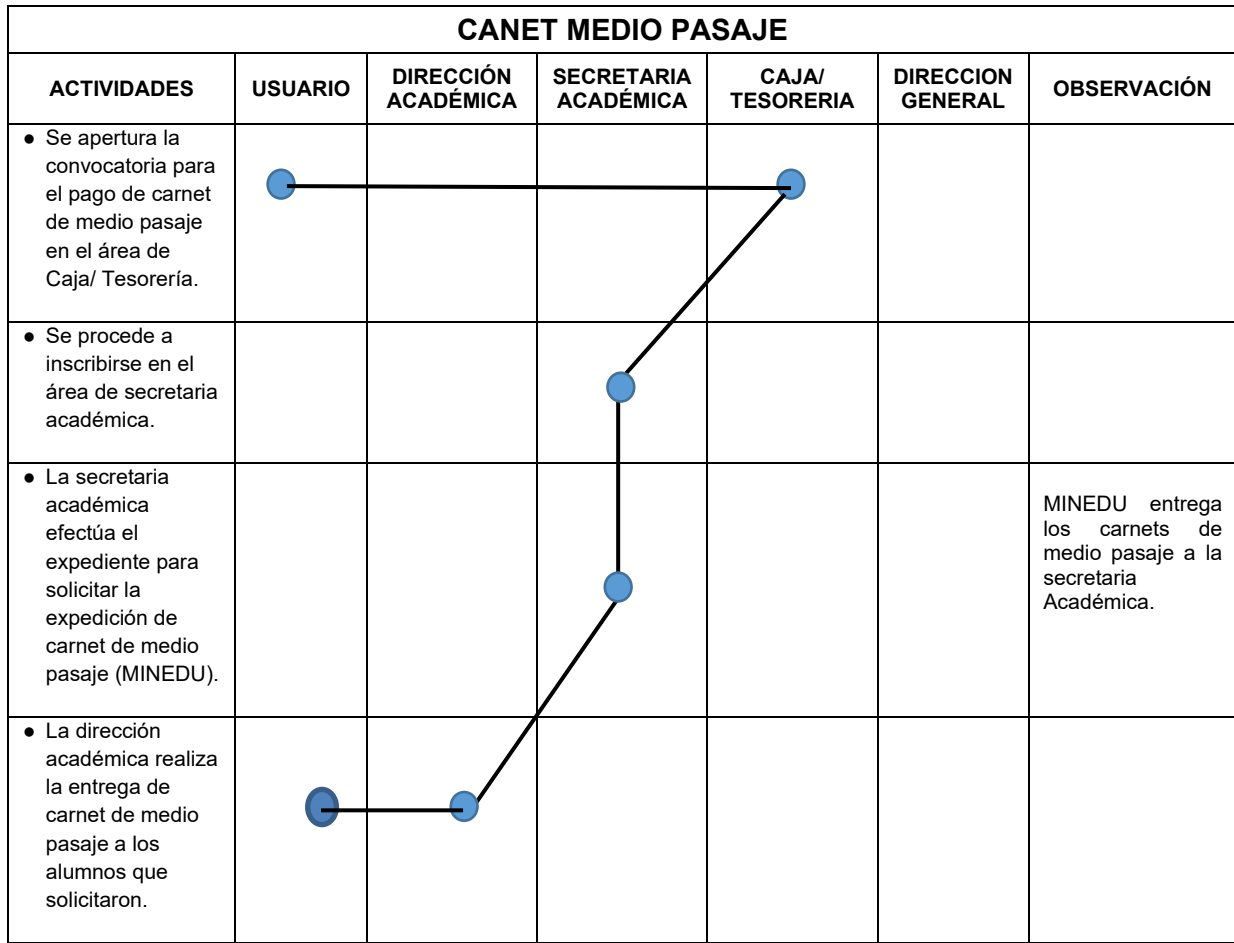 CANET MEDIO PASAJE
ACTIVIDADES
USUARIO
DIRECCIÓN
ACADÉMICA
SECRETARIA
ACADÉMICA
CAJA/
TESORERIA
DIRECCION
GENERAL
OBSERVACIÓN
● Se apertura la
convocatoria para
el pago de carnet
de medio pasaje
en el área de
Caja/ Tesorería.
● Se procede a
inscribirse en el
área de secretaria
académica.
● La secretaria
académica
efectúa el
expediente para
solicitar la
expedición de
carnet de medio
pasaje (MINEDU).
MINEDU entrega
los carnets de
medio pasaje a la
secretaria
Académica.
● La dirección
académica realiza
la entrega de
carnet de medio
pasaje a los
alumnos que
solicitaron.